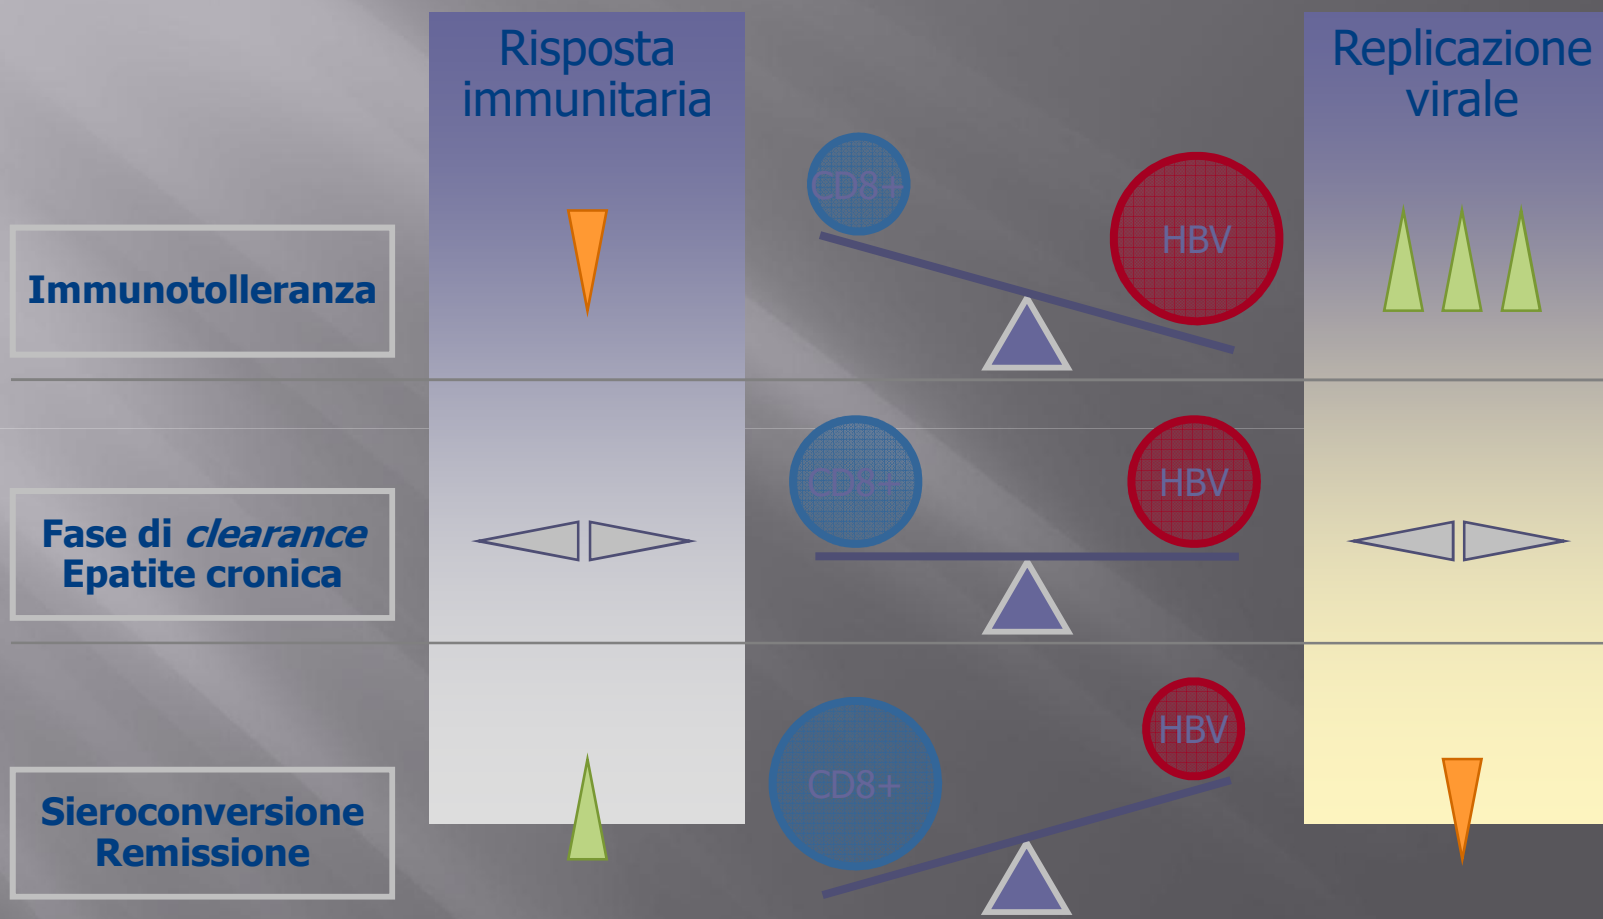 Risposta
immunitaria
Replicazione
virale
CD8+
HBV
Immunotolleranza
CD8+
HBV
Fase di clearance
Epatite cronica
CD8+
HBV
Sieroconversione
Remissione